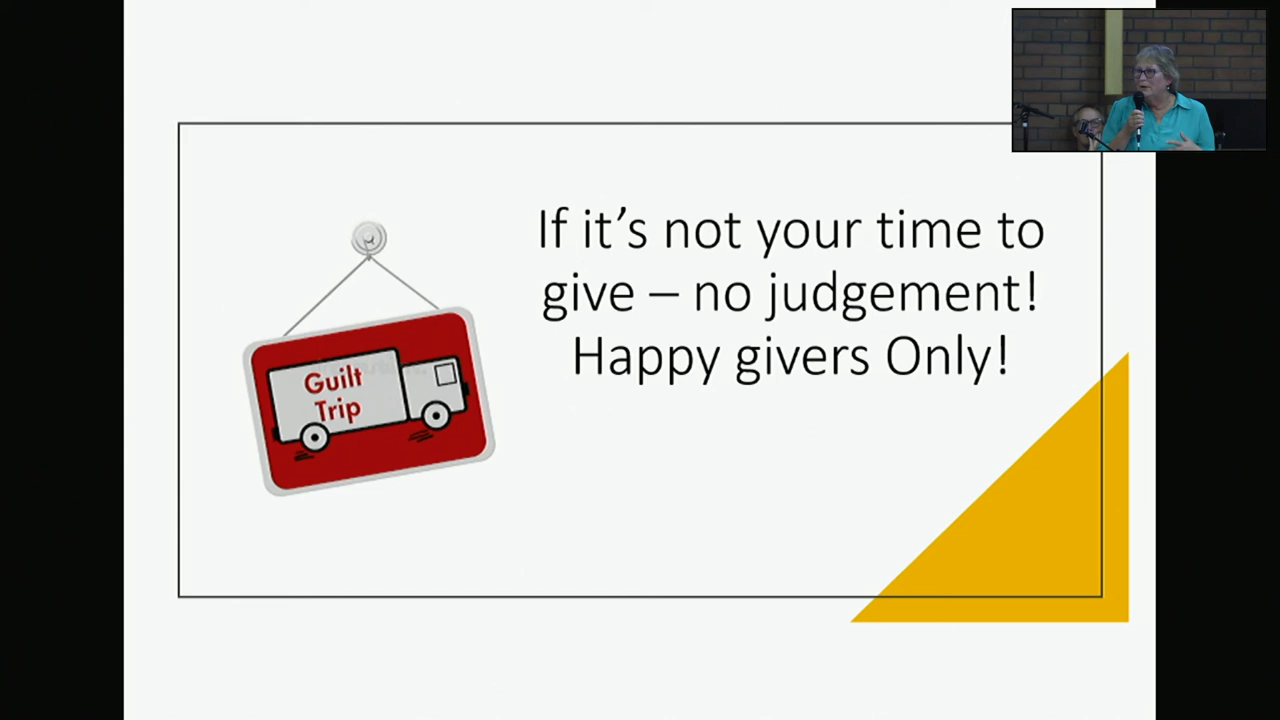 If it’s not your time to
give – no judgement!
Happy givers Only!
Guilt
Trip